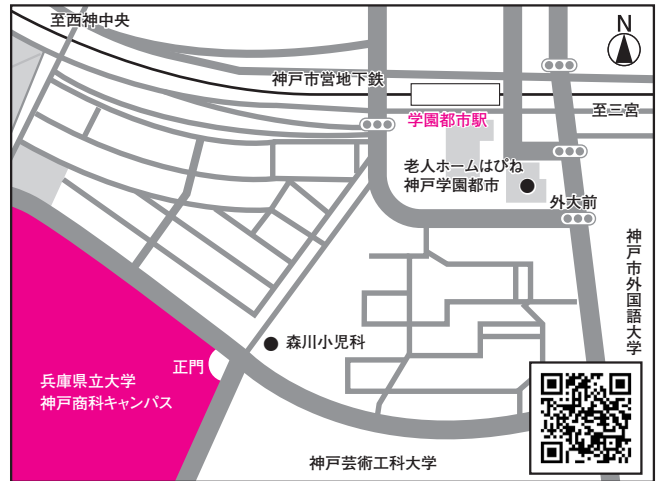 至西神中央
N
神戸市営地下鉄
至三宮
学園都市駅
老人ホームはぴね
神戸学園都市
外大前
神戸市外国語大学
森川小児科
正門
兵庫県立大学
神戸商科キャンパス
神戸芸術工科大学